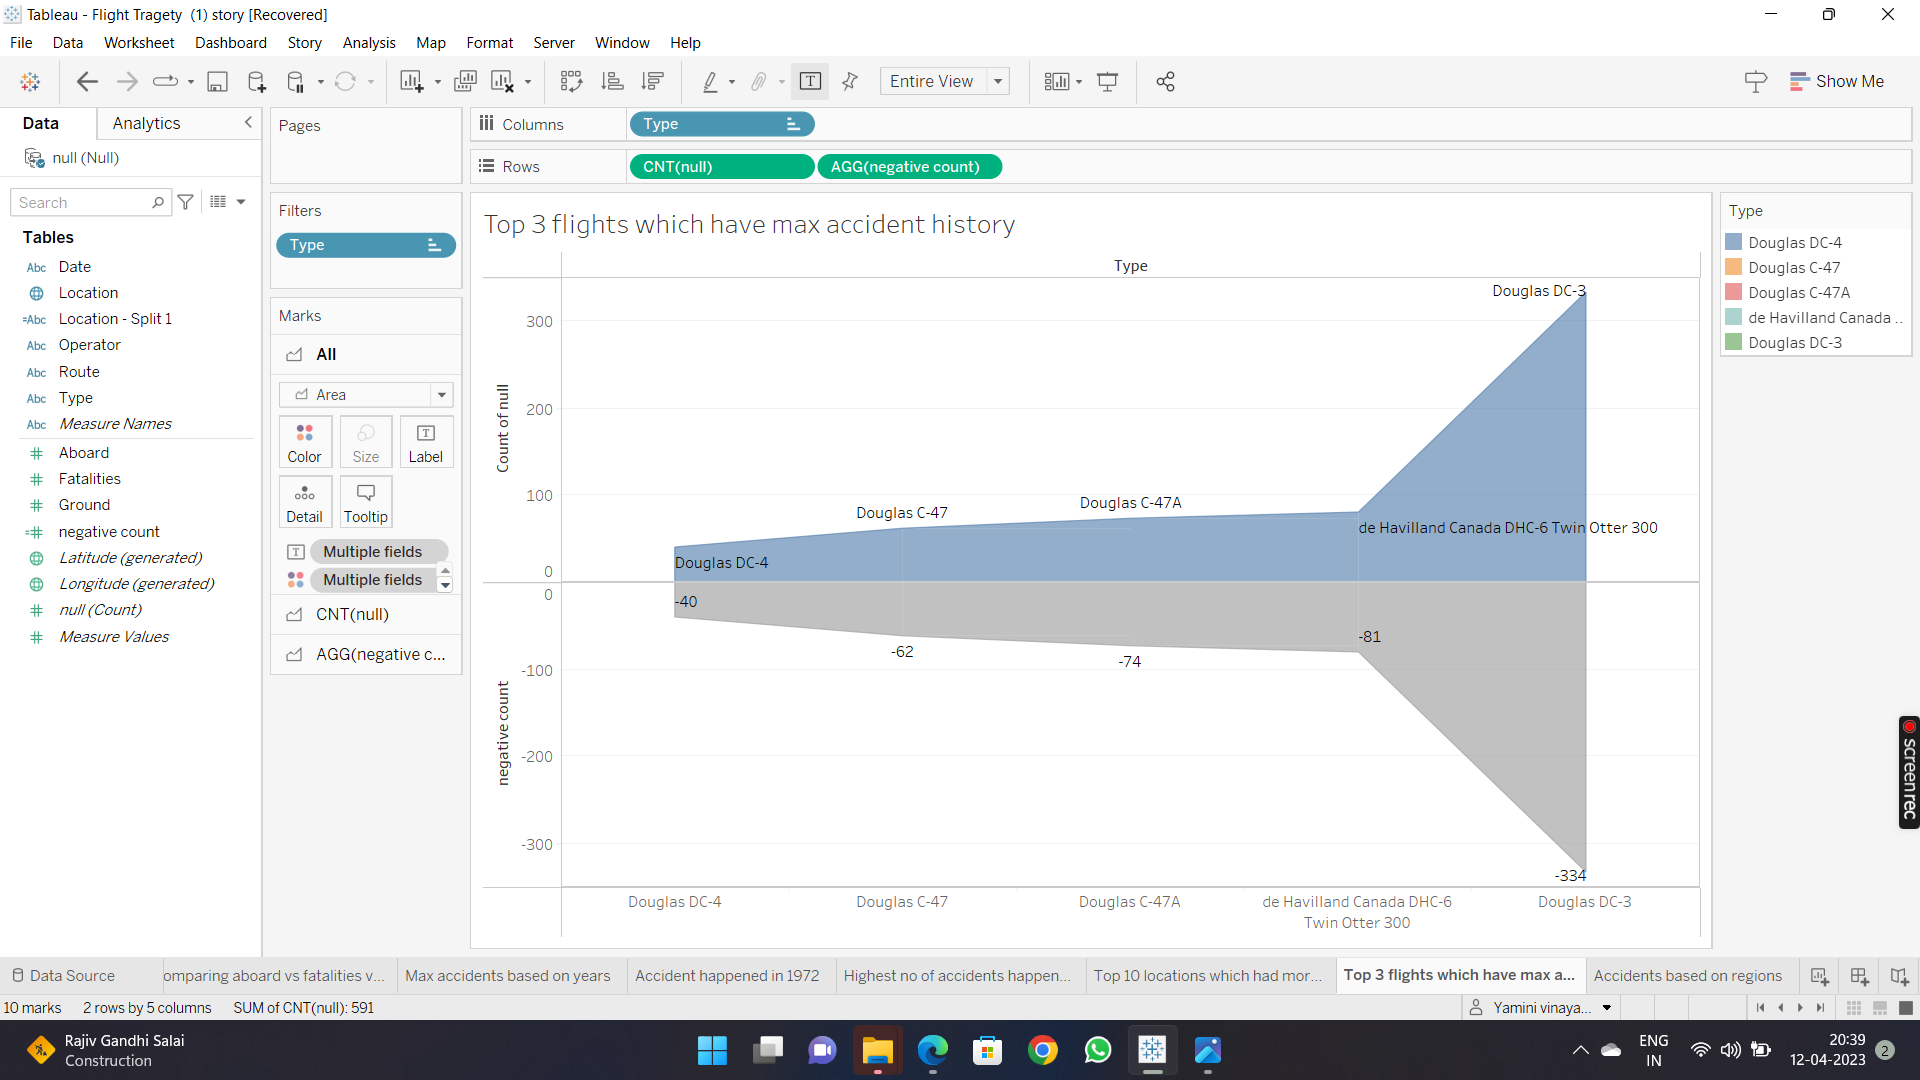 Tableau - Flight Tragety  (1) story [Recovered]
File Data Worksheet Dashboard Story Analysis Map Format Server Window Help
Entire View
Show Me
Data Analytics
null (Null)
Search
Tables
Abc Date
Location
=Abc Location - Split 1
Abc Operator
Abc Route
Abc Type
Abc Measure Names
# Aboard
# Fatalities
# Ground
=# negative count
Latitude (generated)
Longitude (generated)
# null (Count)
# Measure Values
Pages
Filters
Type
Marks
All
Area
Color Size Label
Detail Tooltip
Multiple fields
Multiple fields
CNT(null)
AGG(negative c...
Columns Type
Rows CNT(null) AGG(negative count)
Top 3 flights which have max accident history
Type
Count of null
300
200
100
0
Douglas DC-4
Douglas C-47
Douglas C-47A
de Havilland Canada DHC-6 Twin Otter 300
Douglas DC-3
negative count
0
-100
-200
-300
-40
-62
-74
-81
-334
Douglas DC-4
Douglas C-47
Douglas C-47A
de Havilland Canada DHC-6
Twin Otter 300
Douglas DC-3
Type
Douglas DC-4
Douglas C-47
Douglas C-47A
de Havilland Canada ..
Douglas DC-3
screenrec
Data Source
omparing aboard vs fatalities v...
Max accidents based on years
Accident happened in 1972
Highest no of accidents happen...
Top 10 locations which had mor...
Top 3 flights which have max a...
Accidents based on regions
10 marks 2 rows by 5 columns SUM of CNT(null): 591
Yamini vinaya...
Rajiv Gandhi Salai
Construction
ENG
IN
20:39
12-04-2023
2